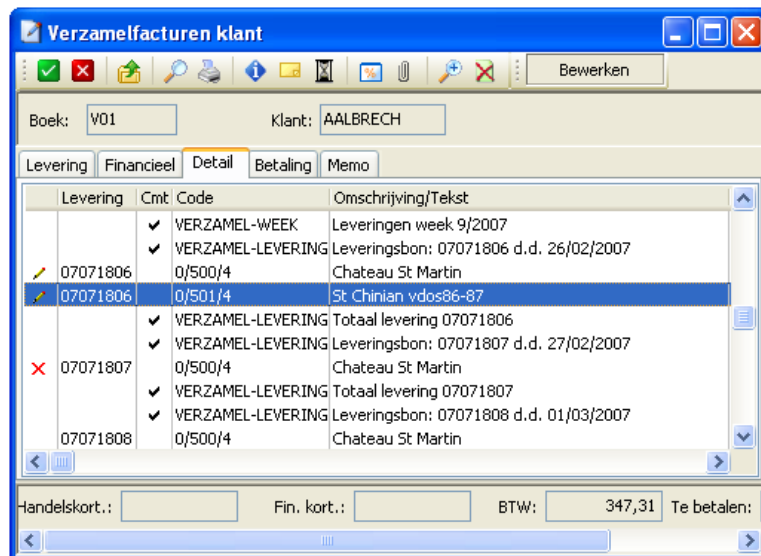 Verzamelfacturen klant
% Bewerken
Boek: V01 Klant: AALBRECH
Levering Financieel Detail Betaling Memo
Levering Cmt Code Omschrijving/Tekst
VERZAMEL-WEEK Leveringen week 9/2007
VERZAMEL-LEVERING Leveringsbon: 07071806 d.d. 26/02/2007
07071806 0/500/4 Chateau St Martin
07071806 0/501/4 St Chinian vdos86-87
VERZAMEL-LEVERING Totaal levering 07071806
VERZAMEL-LEVERING Leveringsbon: 07071807 d.d. 27/02/2007
07071807 0/500/4 Chateau St Martin
VERZAMEL-LEVERING Totaal levering 07071807
VERZAMEL-LEVERING Leveringsbon: 07071808 d.d. 01/03/2007
07071808 0/500/4 Chateau St Martin
Handelskort.: Fin. kort.: BTW: 347,31 Te betalen: